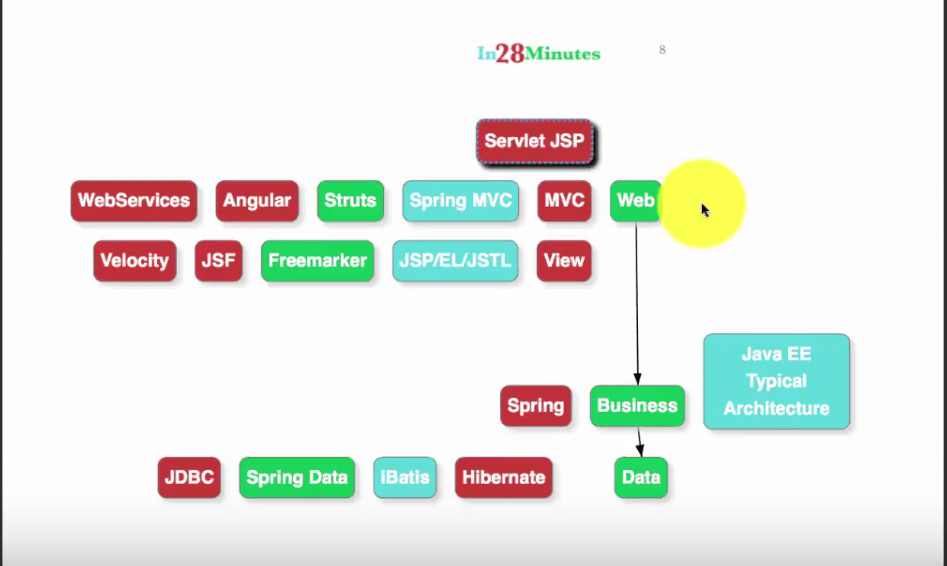 In28Minutes
8
Servlet JSP
WebServices Angular Struts Spring MVC MVC Web
Velocity JSF Freemarker JSP/EL/JSTL View
Java EE
Typical
Architecture
Spring Business
JDBC Spring Data iBatis Hibernate Data